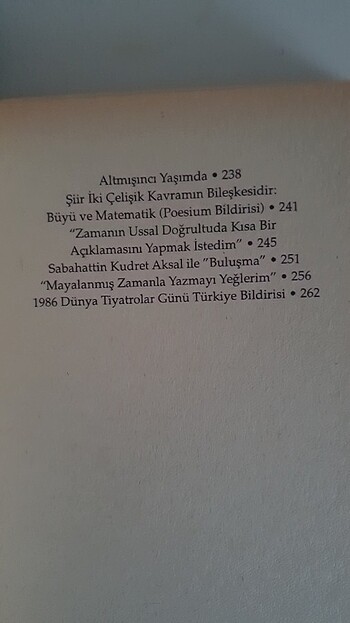 Altmışıncı Yaşımda • 238
Şiir İki Çelişik Kavramın Bileşkesidir:
Büyü ve Matematik (Poesium Bildirisi) • 241
"Zamanın Ussal Doğrultuda Kısa Bir
Açıklamasını Yapmak İstedim" • 245
Sabahattin Kudret Aksal ile "Buluşma" • 251
"Mayalanmış Zamanla Yazmayı Yeğlerim" • 256
1986 Dünya Tiyatrolar Günü Türkiye Bildirisi • 262